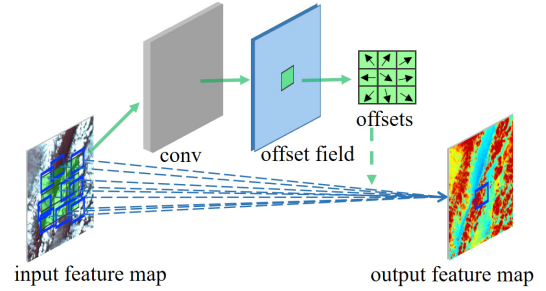 conv
offset field
offsets
input feature map
output feature map